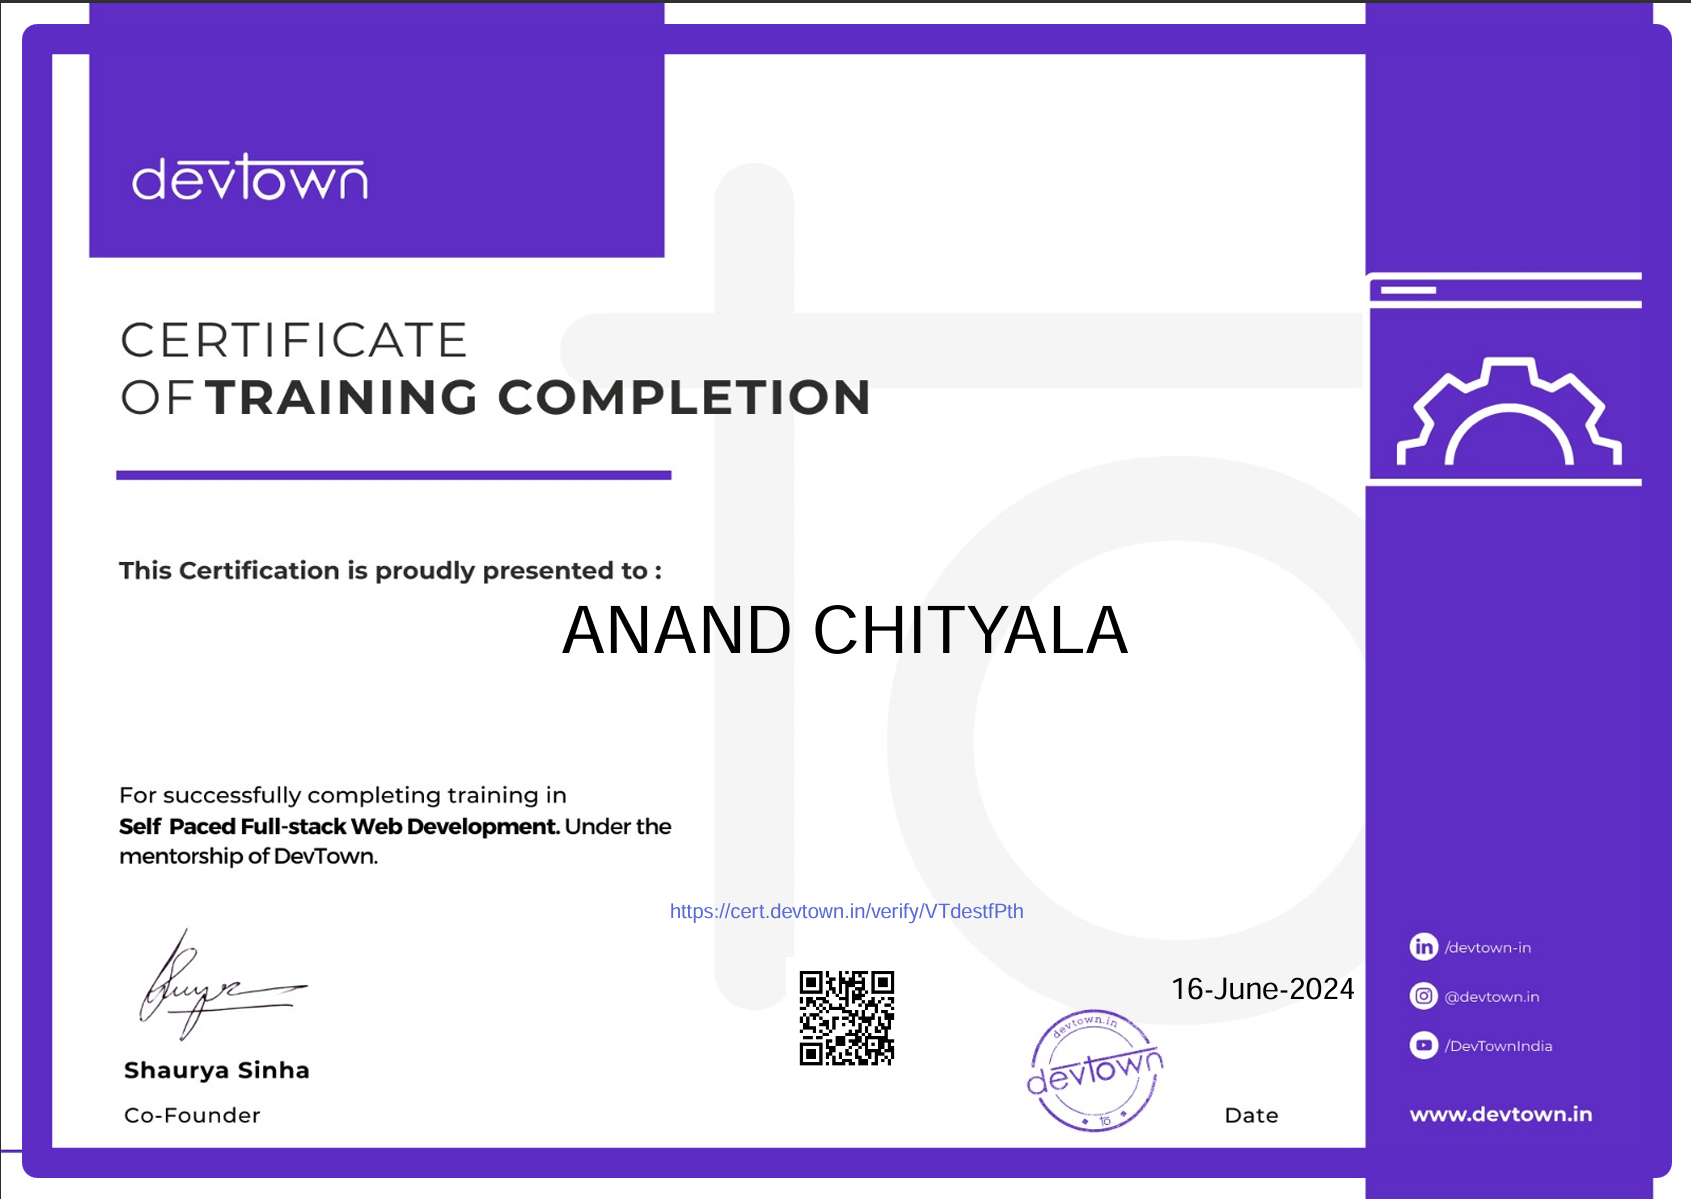 devtown
CERTIFICATE
OF TRAINING COMPLETION
This Certification is proudly presented to :
ANAND CHITYALA
For successfully completing training in
Self Paced Full-stack Web Development. Under the
mentorship of DevTown.
https://cert.devtown.in/verify/VTdestfPth
Shaurya Sinha
Co-Founder
devtown.in
devtown
to
16-June-2024
Date
/devtown-in
@devtown.in
/DevTownIndia
www.devtown.in